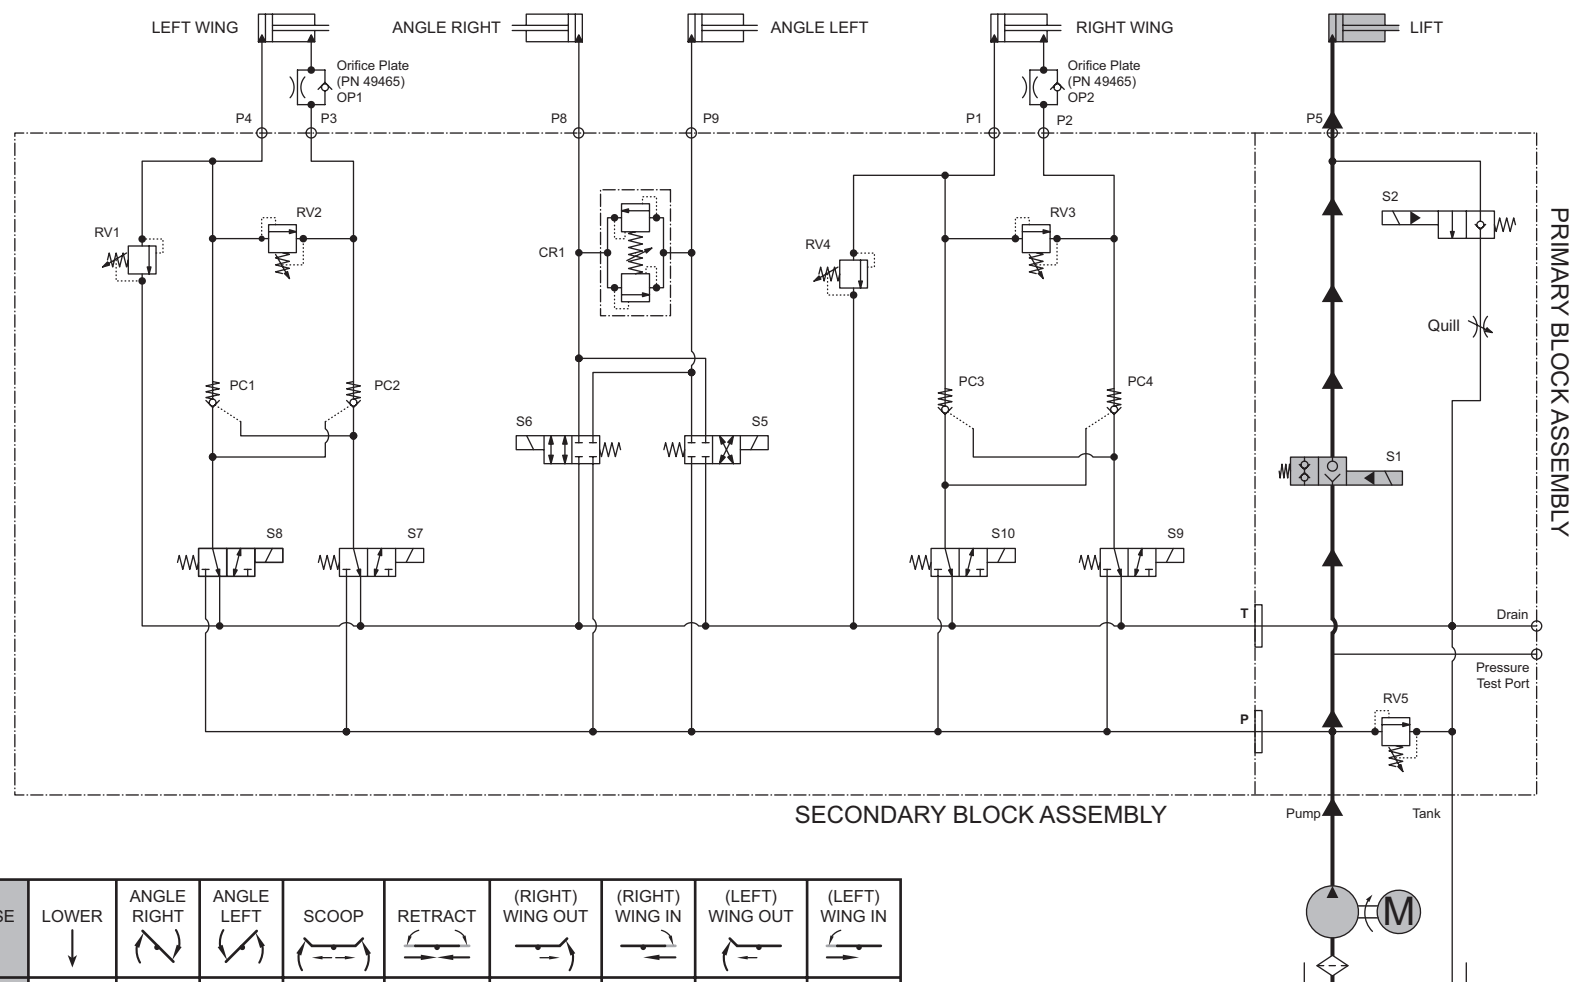 LEFT WING
ANGLE RIGHT
ANGLE LEFT
RIGHT WING
LIFT
Orifice Plate
(PN 49465)
OP1
Orifice Plate
(PN 49465)
OP2
P4
P3
P8
P9
P1
P2
P5
RV1
RV2
CR1
RV4
RV3
S2
Quill
PC1
PC2
PC3
PC4
S6
S5
S1
S8
S7
S10
S9
T
Drain
Pressure
Test Port
P
RV5
PRIMARY BLOCK ASSEMBLY
SECONDARY BLOCK ASSEMBLY
Pump
Tank
M
SE
LOWER
ANGLE
RIGHT
ANGLE
LEFT
SCOOP
RETRACT
(RIGHT)
WING OUT
(RIGHT)
WING IN
(LEFT)
WING OUT
(LEFT)
WING IN